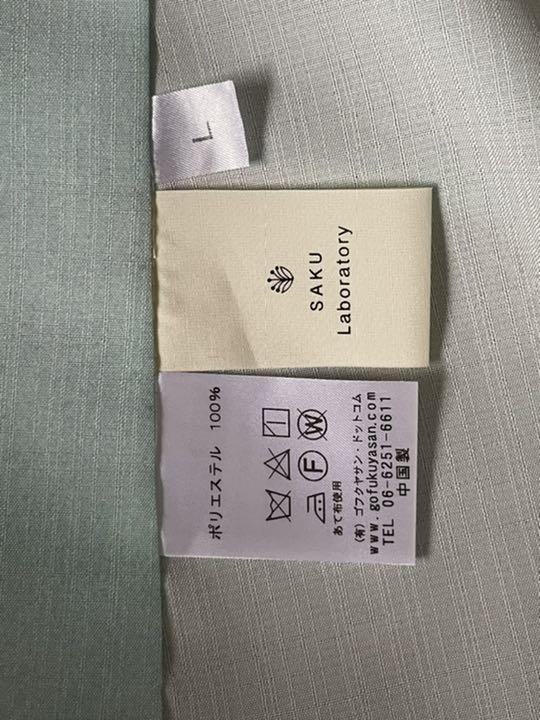 L
SAKU
Laboratory
ポリエステル 100%
F W
あて布使用
(有)ゴフクヤサン・ドットコム
www.gofukuyasan.com
TEL 06-6251-6611
中国製